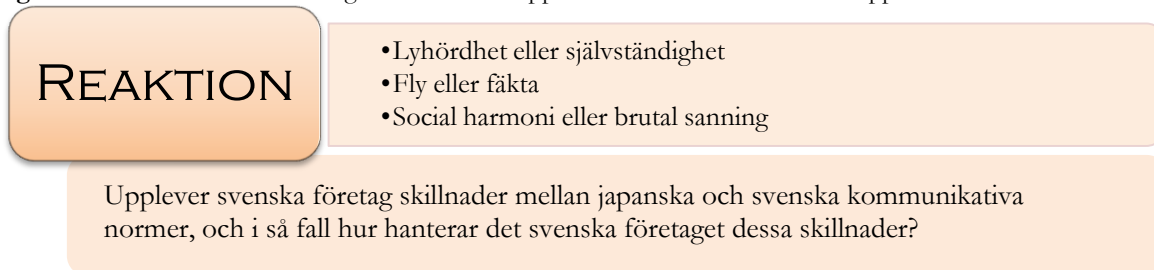 REAKTION
•Lyhördhet eller självständighet
•Fly eller fäkta
•Social harmoni eller brutal sanning
Upplever svenska företag skillnader mellan japanska och svenska kommunikativa
normer, och i så fall hur hanterar det svenska företaget dessa skillnader?